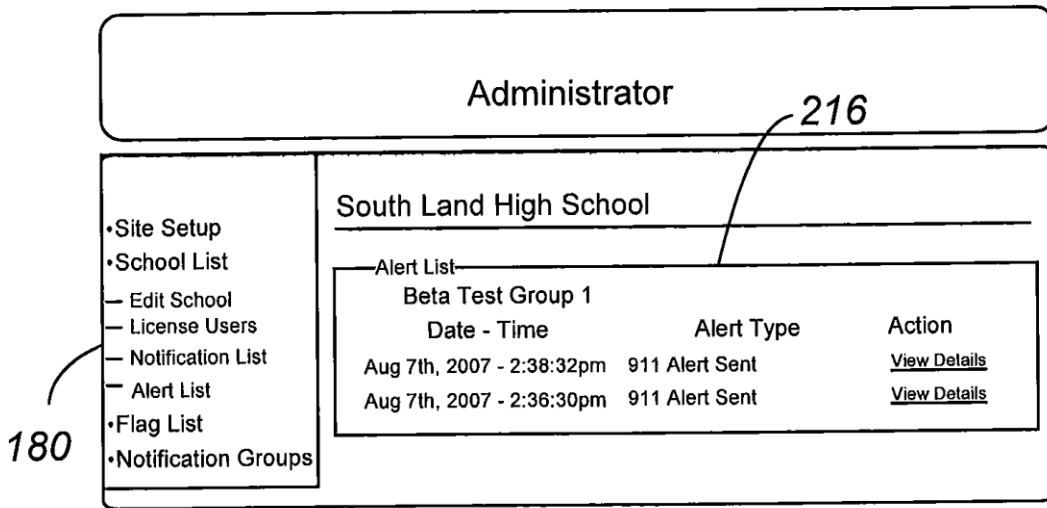 Administrator
216
·Site Setup
·School List
— Edit School
— License Users
— Notification List
— Alert List
·Flag List
·Notification Groups
180
South Land High School
Alert List
Beta Test Group 1
Date - Time Alert Type Action
Aug 7th, 2007 - 2:38:32pm 911 Alert Sent View Details
Aug 7th, 2007 - 2:36:30pm 911 Alert Sent View Details